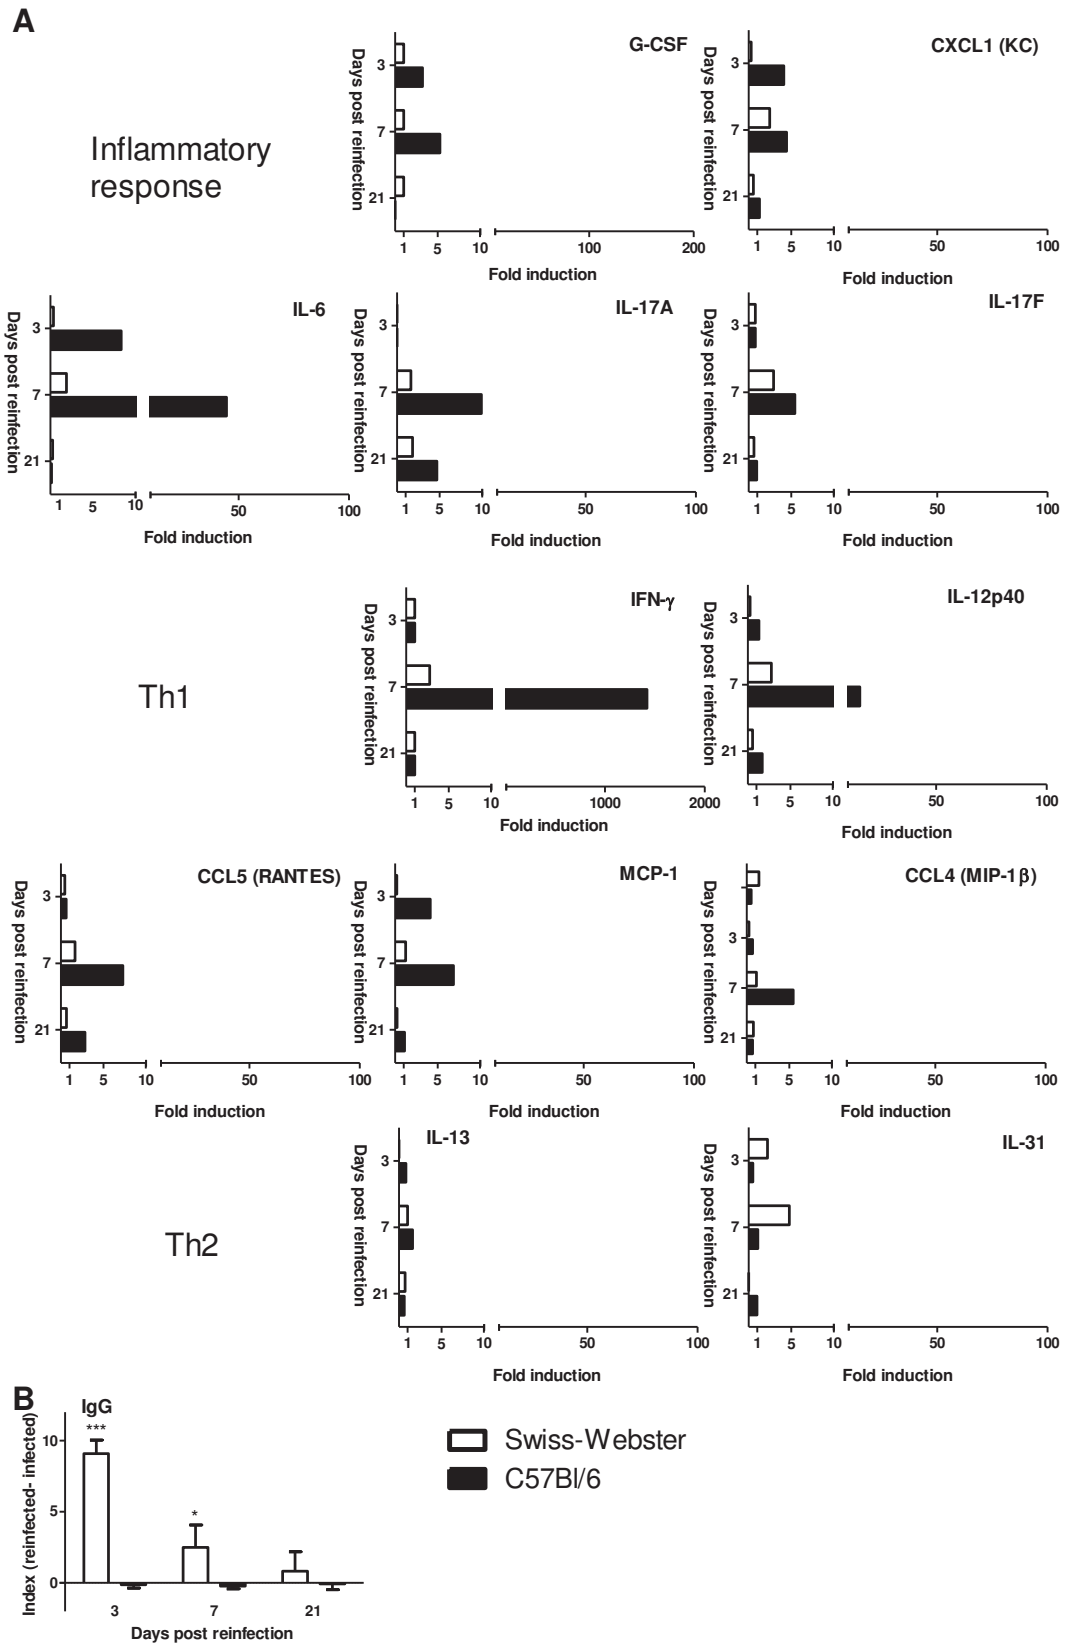 A
G-CSF
Days post reinfection
3
7
21
1 5 10 100 200
Fold induction
CXCL1 (KC)
Days post reinfection
3
7
21
1 5 10 50 100
Fold induction
Inflammatory
response
IL-6
Days post reinfection
3
7
21
1 5 10 50 100
Fold induction
IL-17A
Days post reinfection
3
7
21
1 5 10 50 100
Fold induction
IL-17F
Days post reinfection
3
7
21
1 5 10 50 100
Fold induction
Th1
IFN-γ
Days post reinfection
3
7
21
1 5 10 1000 2000
Fold induction
IL-12p40
Days post reinfection
3
7
21
1 5 10 50 100
Fold induction
CCL5 (RANTES)
Days post reinfection
3
7
21
1 5 10 50 100
Fold induction
MCP-1
Days post reinfection
3
7
21
1 5 10 50 100
Fold induction
CCL4 (MIP-1β)
Days post reinfection
3
7
21
1 5 10 50 100
Fold induction
Th2
IL-13
Days post reinfection
3
7
21
1 5 10 50 100
Fold induction
IL-31
Days post reinfection
3
7
21
1 5 10 50 100
Fold induction
B
IgG
***
*
Index (reinfected- infected)
10
5
0
3 7 21
Days post reinfection
Swiss-Webster
C57Bl/6